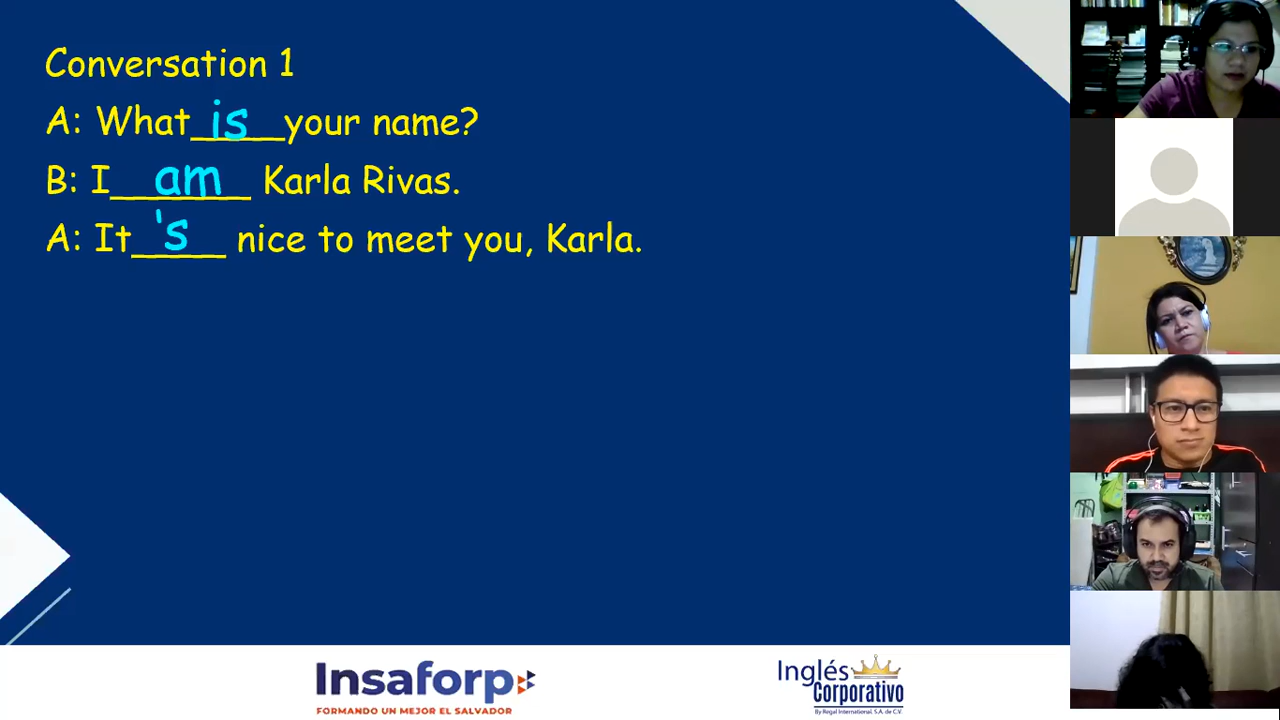 Conversation 1
A: What is your name?
B: I am Karla Rivas.
A: It 's nice to meet you, Karla.
Insaforp
FORMANDO UN MEJOR EL SALVADOR
Inglés
Corporativo
By Regal International, S.A. de C.V.